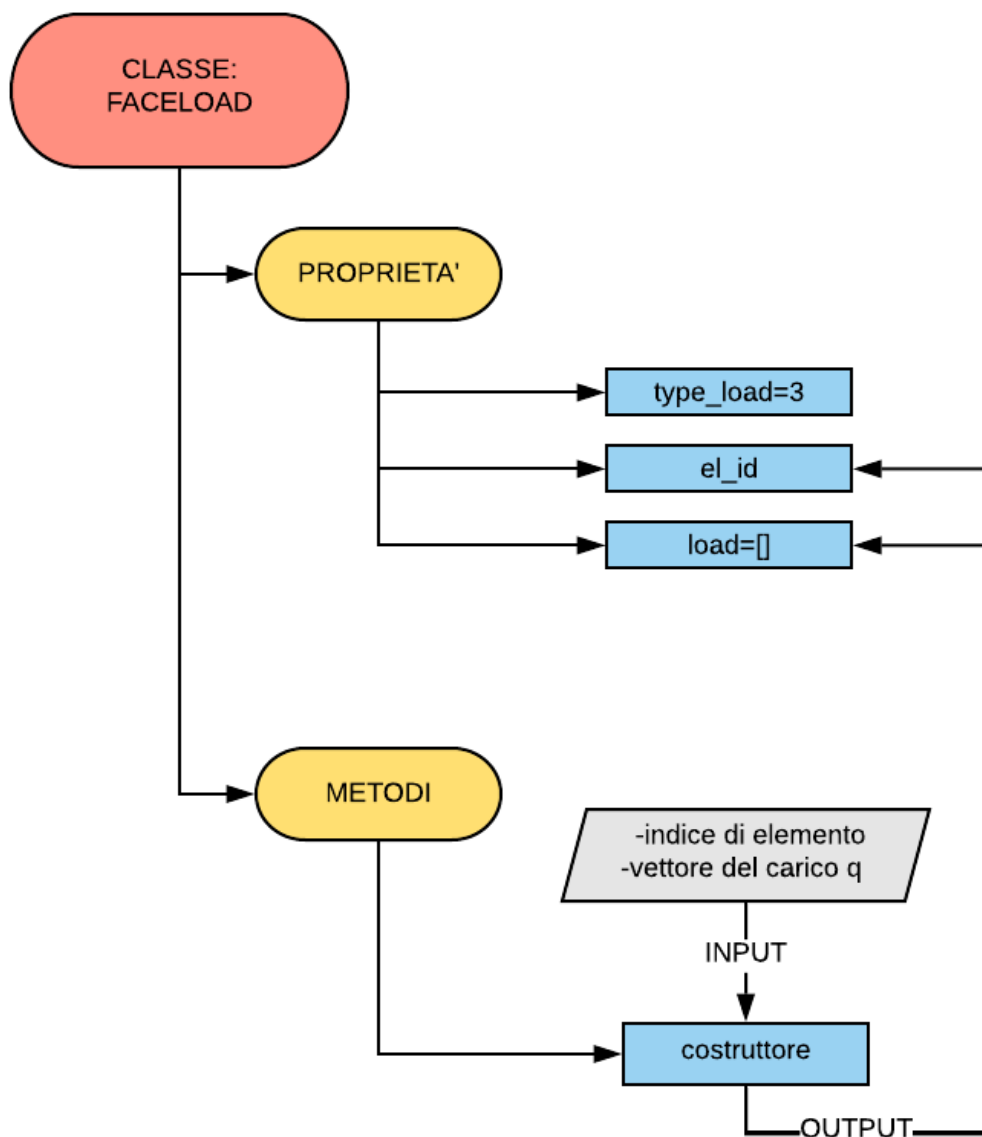 CLASSE:
FACELOAD
PROPRIETA'
type_load=3
el_id
load=[]
METODI
-indice di elemento
-vettore del carico q
INPUT
costruttore
OUTPUT